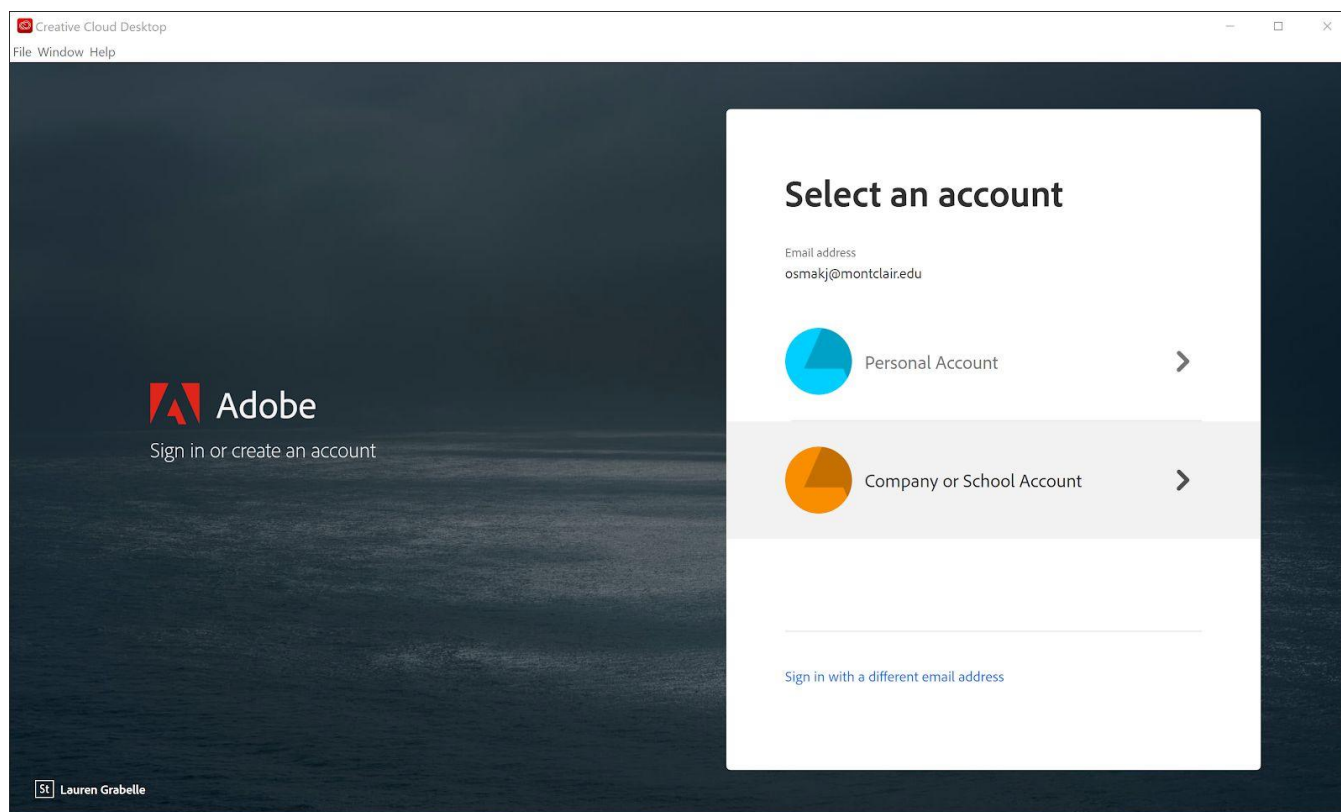 Creative Cloud Desktop
File Window Help
Select an account
Email address
osmakj@montclair.edu
Personal Account
Adobe
Sign in or create an account
Company or School Account
Sign in with a different email address
St Lauren Grabelle